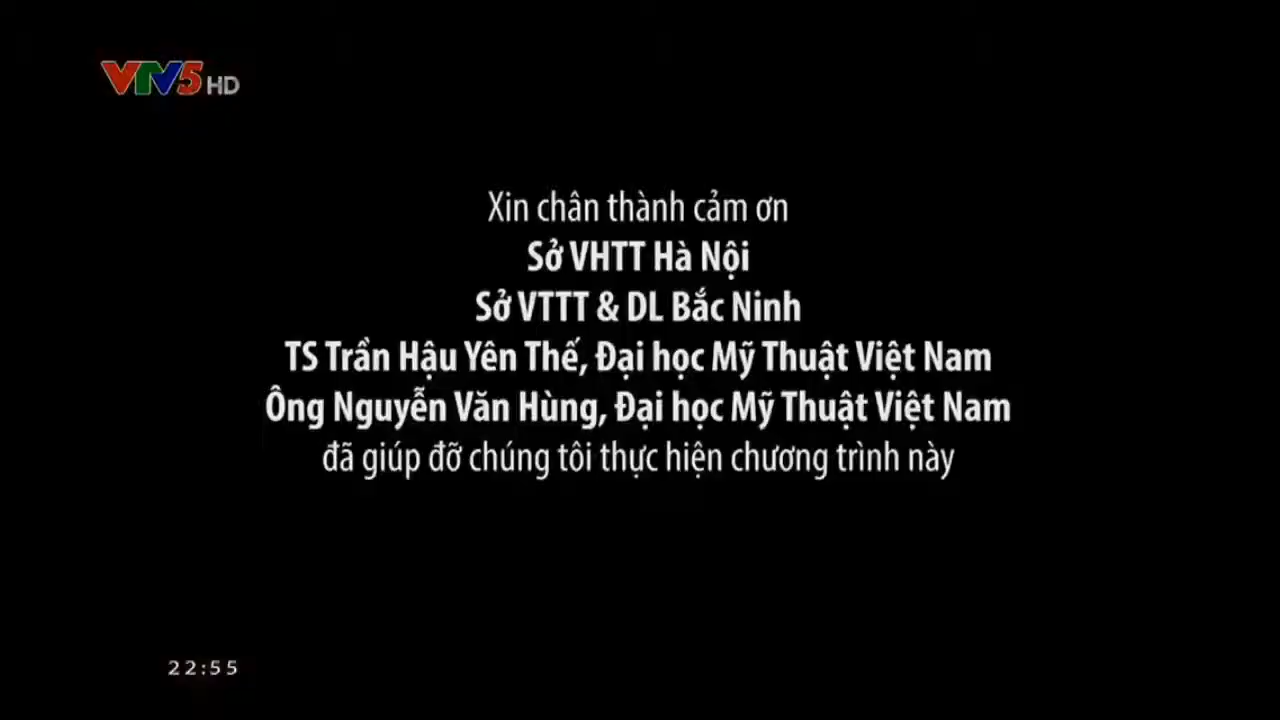 VTV5 HD
Xin chân thành cảm ơn
Sở VHTT Hà Nội
Sở VTTT & DL Bắc Ninh
TS Trần Hậu Yên Thế, Đại học Mỹ Thuật Việt Nam
Ông Nguyễn Văn Hùng, Đại học Mỹ Thuật Việt Nam
đã giúp đỡ chúng tôi thực hiện chương trình này
22:55